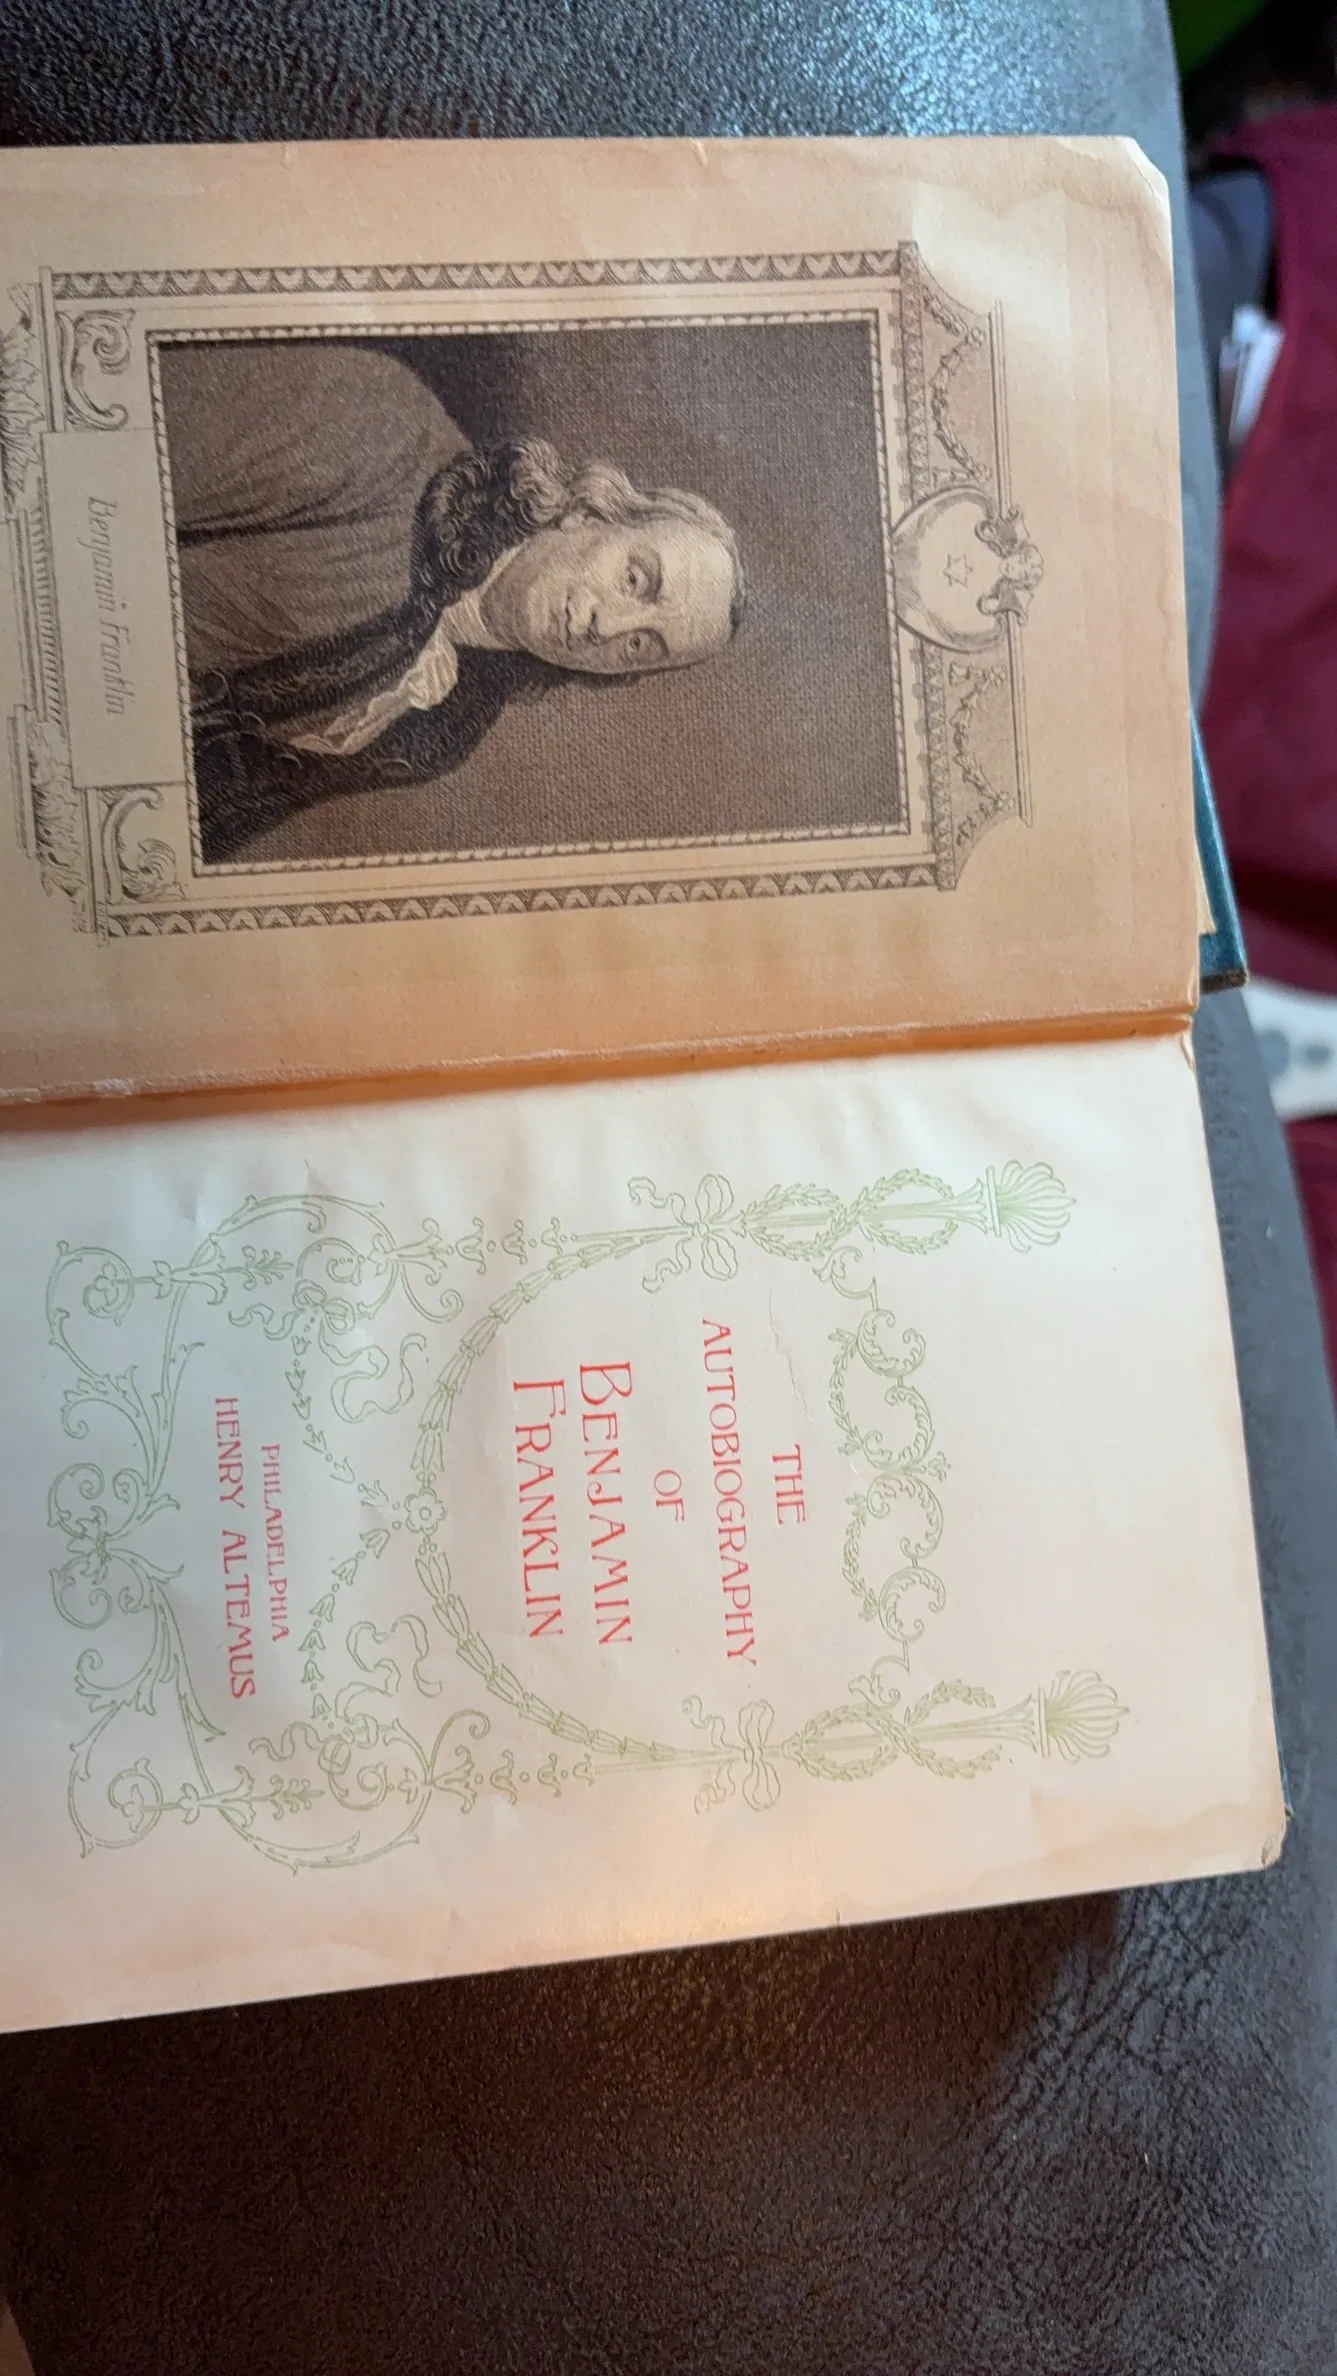 Benjamin Franklin
THE
AUTOBIOGRAPHY
OF
BENJAMIN
FRANKLIN
PHILADELPHIA
HENRY ALTEMUS